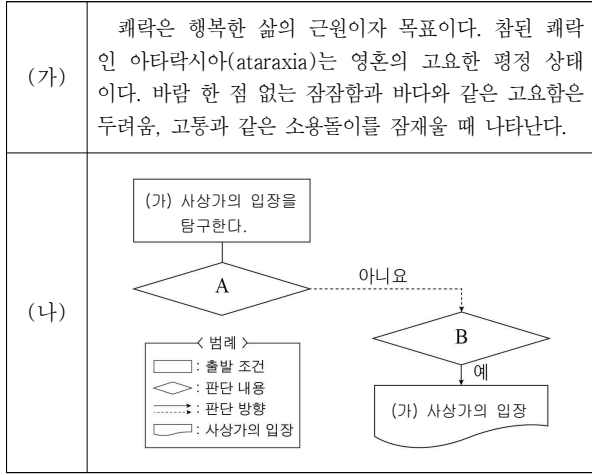 (가)
쾌락은 행복한 삶의 근원이자 목표이다. 참된 쾌락
인 아타락시아(ataraxia)는 영혼의 고요한 평정 상태
이다. 바람 한 점 없는 잠잠함과 바다와 같은 고요함은
두려움, 고통과 같은 소용돌이를 잠재울 때 나타난다.
(나)
(가) 사상가의 입장을
탐구한다.
A
아니요
B
예
(가) 사상가의 입장
〈 범례 〉
: 출발 조건
: 판단 내용
: 판단 방향
: 사상가의 입장